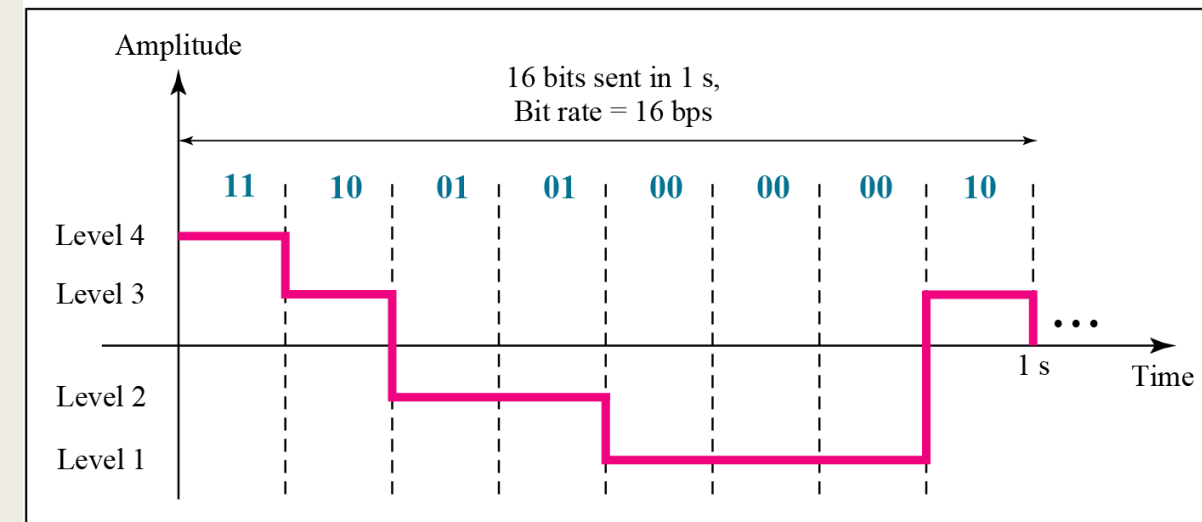 Amplitude
16 bits sent in 1 s,
Bit rate = 16 bps
11 10 01 01 00 00 00 10
Level 4
Level 3
...
1 s
Time
Level 2
Level 1